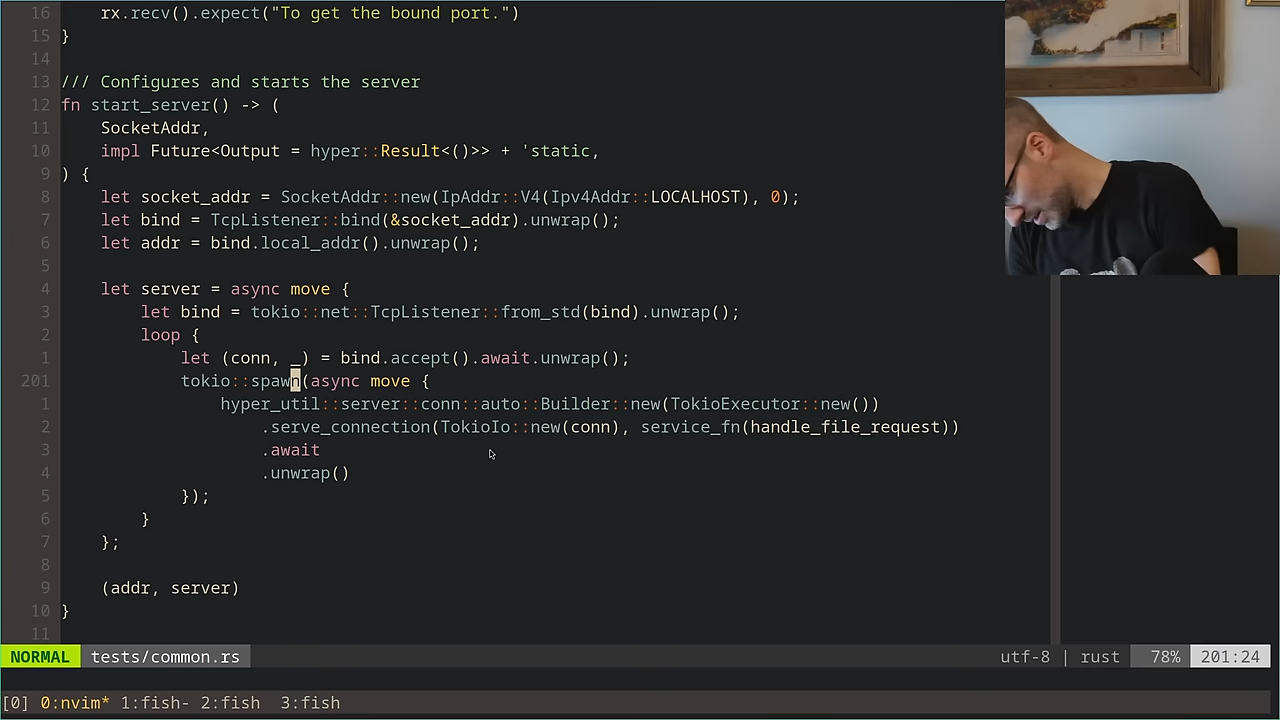 16     rx.recv().expect("To get the bound port.")
15 }
14
13 /// Configures and starts the server
12 fn start_server() -> (
11     SocketAddr,
10     impl Future<Output = hyper::Result<()>> + 'static,
9 ) {
8     let socket_addr = SocketAddr::new(IpAddr::V4(Ipv4Addr::LOCALHOST), 0);
7     let bind = TcpListener::bind(&socket_addr).unwrap();
6     let addr = bind.local_addr().unwrap();
5
4     let server = async move {
3         let bind = tokio::net::TcpListener::from_std(bind).unwrap();
2         loop {
1             let (conn, _) = bind.accept().await.unwrap();
201             tokio::spawn(async move {
1                 hyper_util::server::conn::auto::Builder::new(TokioExecutor::new())
2                     .serve_connection(TokioIo::new(conn), service_fn(handle_file_request))
3                     .await
4                     .unwrap()
5             });
6         }
7     };
8
9     (addr, server)
10 }
11
NORMAL tests/common.rs utf-8 | rust 78% 201:24
[0] 0:nvim* 1:fish- 2:fish 3:fish